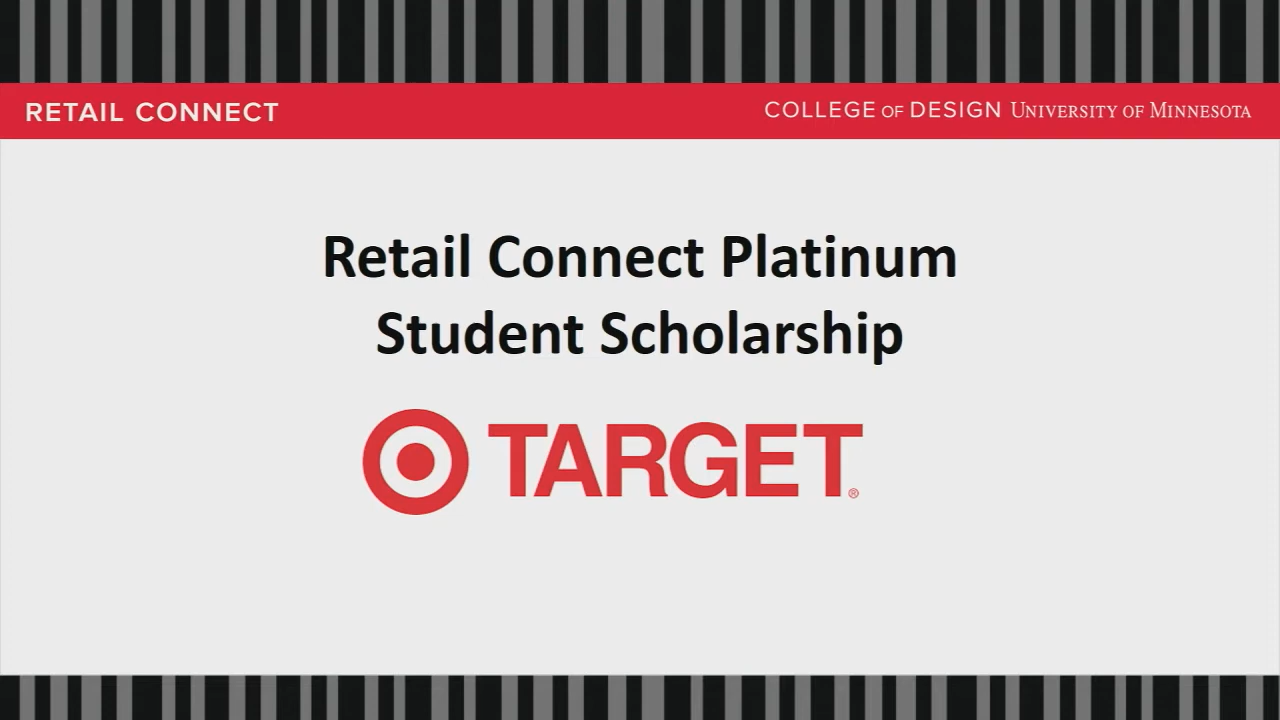 RETAIL CONNECT
COLLEGE OF DESIGN UNIVERSITY OF MINNESOTA
Retail Connect Platinum
Student Scholarship
TARGET®